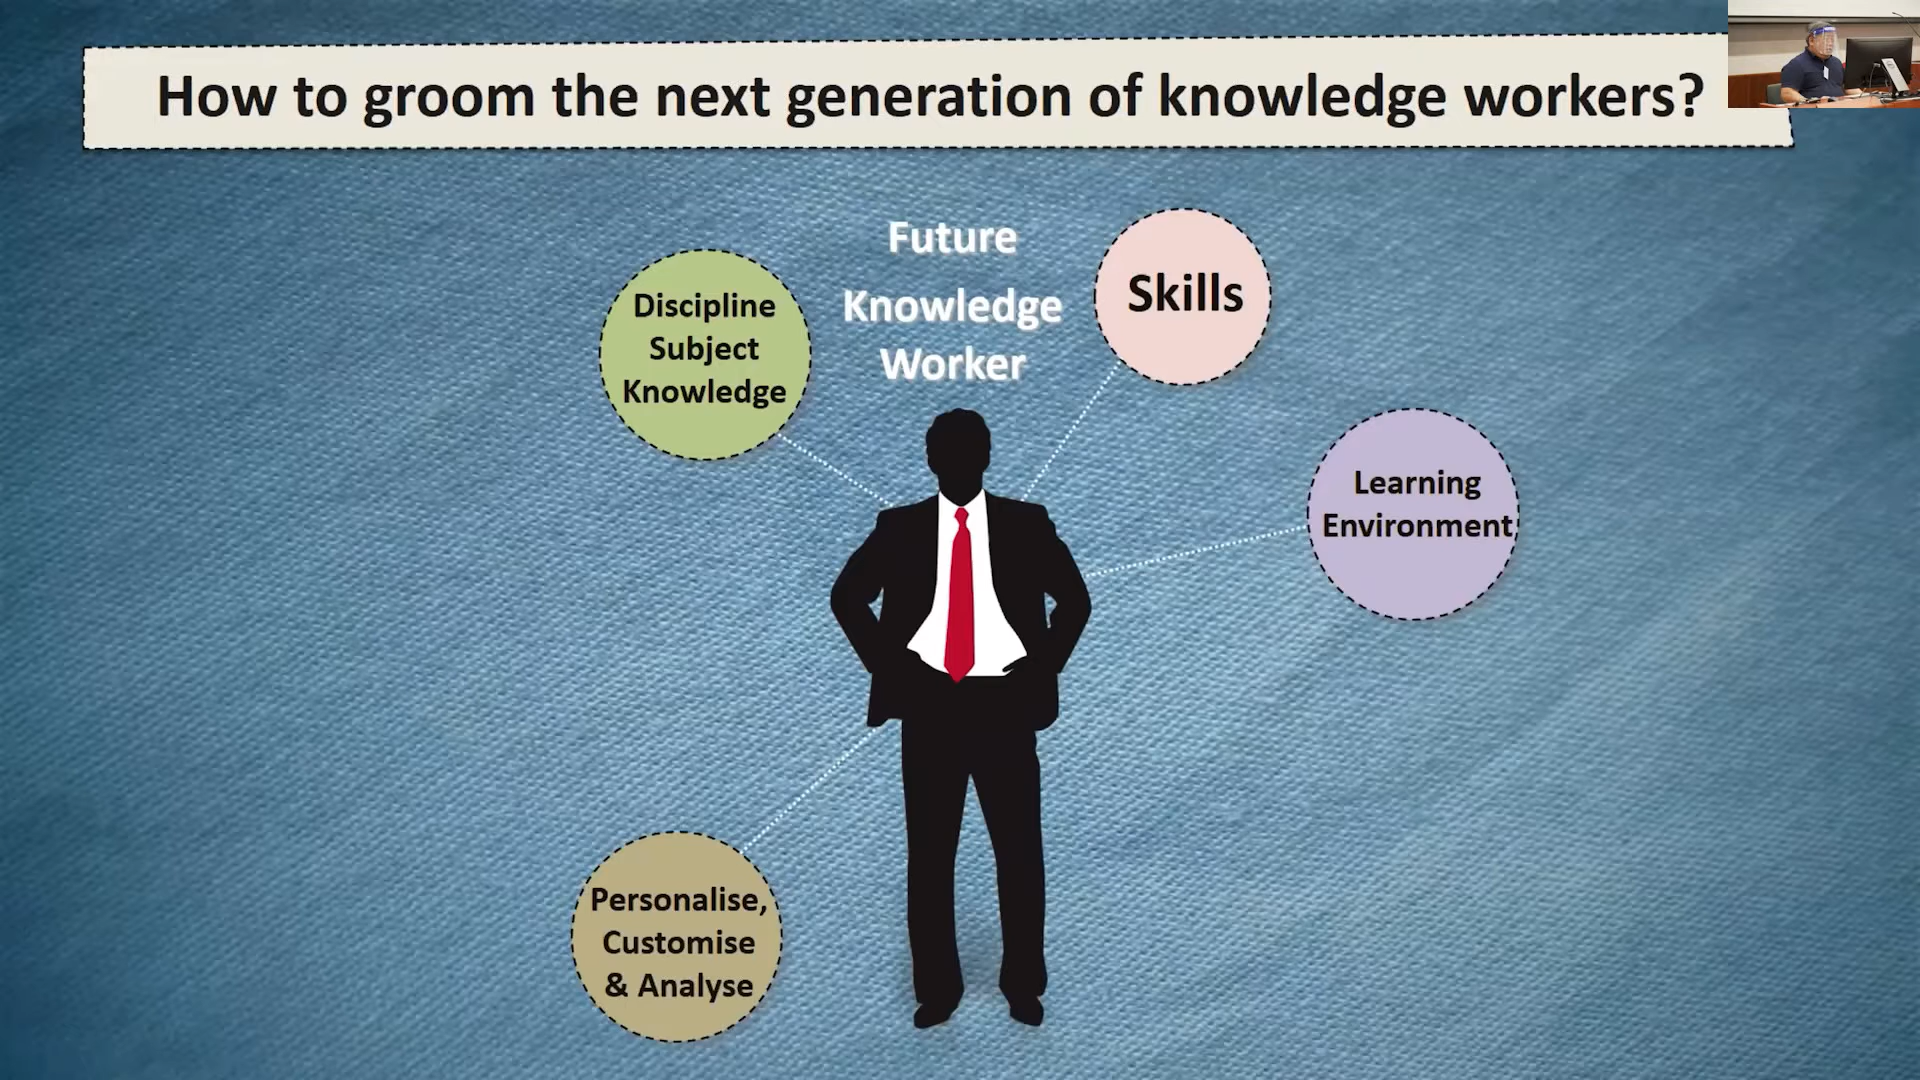 How to groom the next generation of knowledge workers?
Future
Knowledge
Worker
Discipline
Subject
Knowledge
Skills
Learning
Environment
Personalise,
Customise
& Analyse